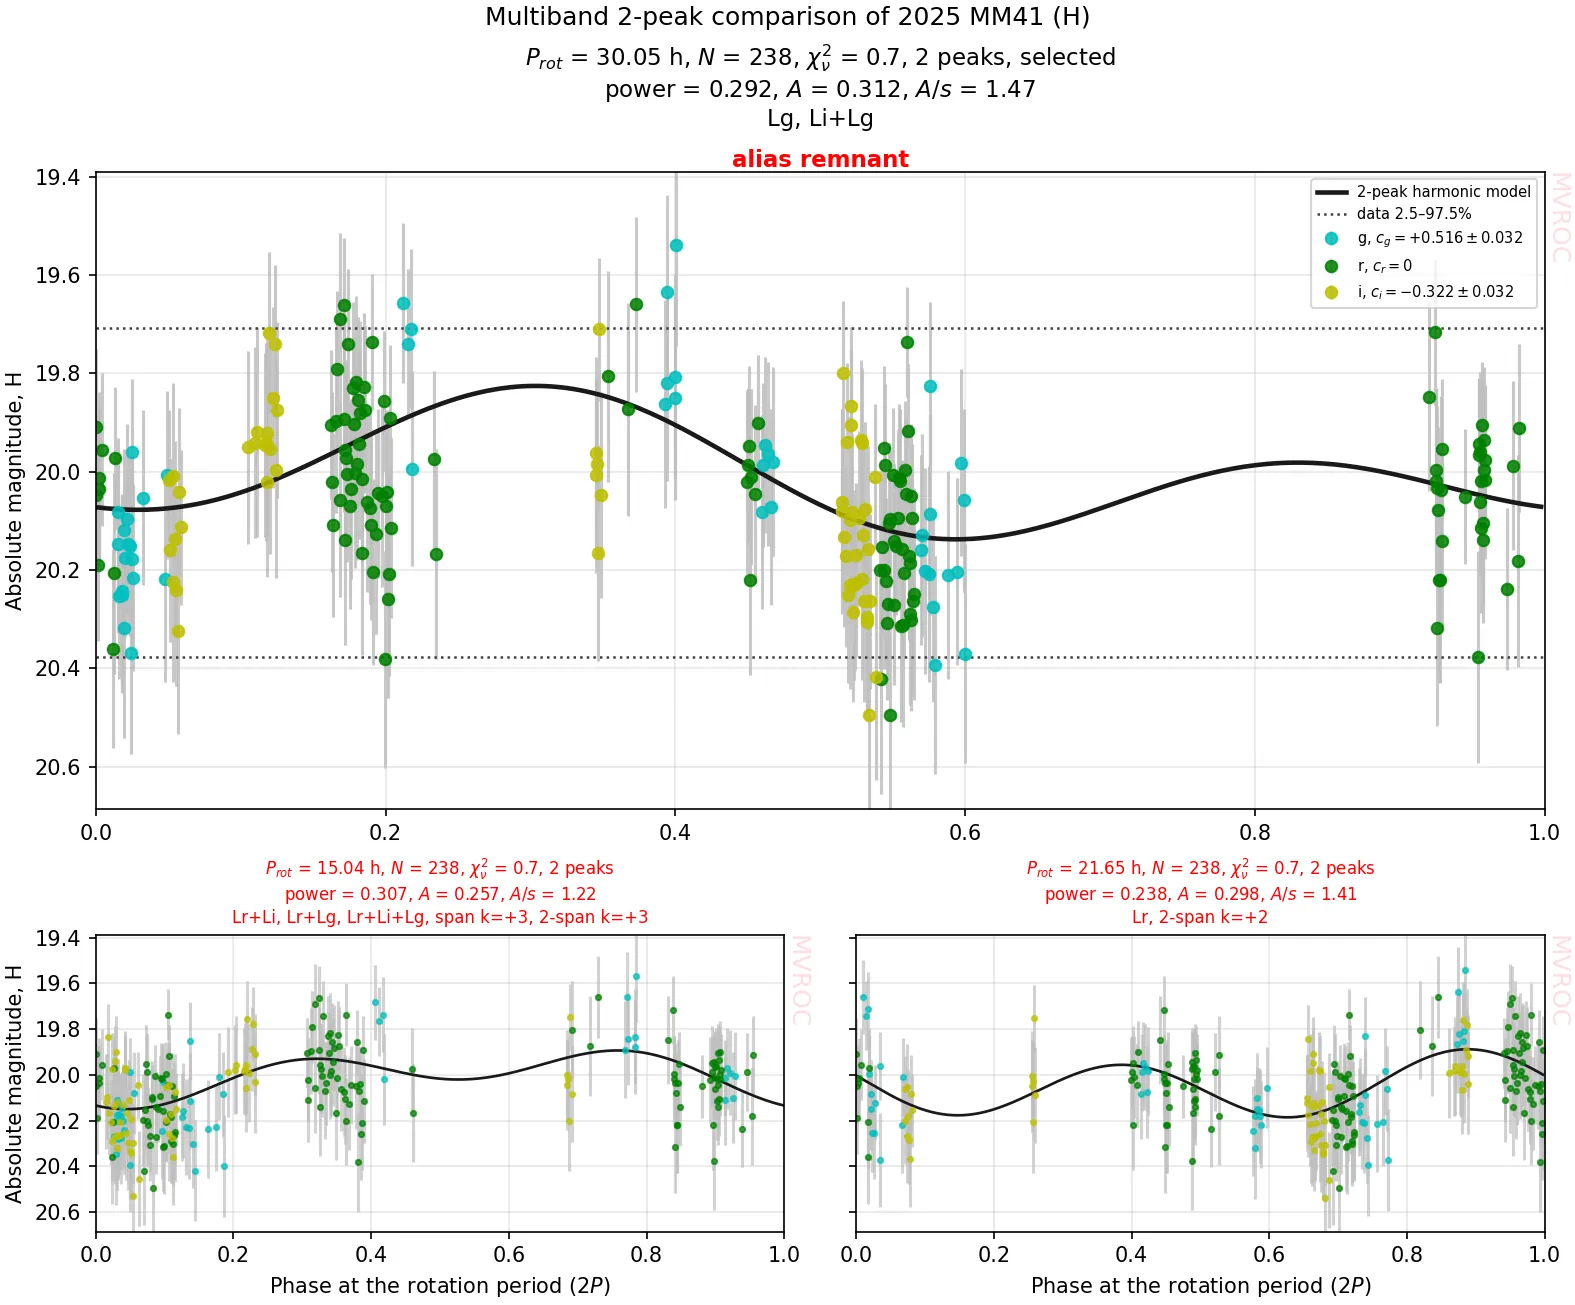 Multiband 2-peak comparison of 2025 MM41 (H)
P_rot = 30.05 h, N = 238, χ²_ν = 0.7, 2 peaks, selected
power = 0.292, A = 0.312, A/s = 1.47
Lg, Li+Lg
alias remnant
2-peak harmonic model
data 2.5–97.5%
g, c_g = +0.516 ± 0.032
r, c_r = 0
i, c_i = −0.322 ± 0.032
MVROC
Absolute magnitude, H
19.4
19.6
19.8
20.0
20.2
20.4
20.6
0.0 0.2 0.4 0.6 0.8 1.0
P_rot = 15.04 h, N = 238, χ²_ν = 0.7, 2 peaks
power = 0.307, A = 0.257, A/s = 1.22
Lr+Li, Lr+Lg, Lr+Li+Lg, span k=+3, 2-span k=+3
MVROC
Absolute magnitude, H
19.4
19.6
19.8
20.0
20.2
20.4
20.6
0.0 0.2 0.4 0.6 0.8 1.0
Phase at the rotation period (2P)
P_rot = 21.65 h, N = 238, χ²_ν = 0.7, 2 peaks
power = 0.238, A = 0.298, A/s = 1.41
Lr, 2-span k=+2
MVROC
0.0 0.2 0.4 0.6 0.8 1.0
Phase at the rotation period (2P)